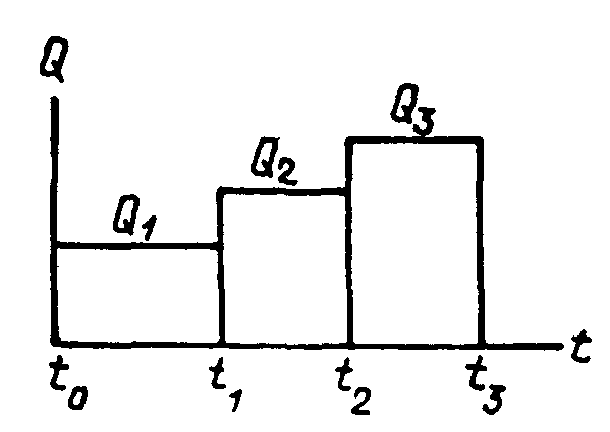 Q
Q₃
Q₂
Q₁
t
t₀ t₁ t₂ t₃